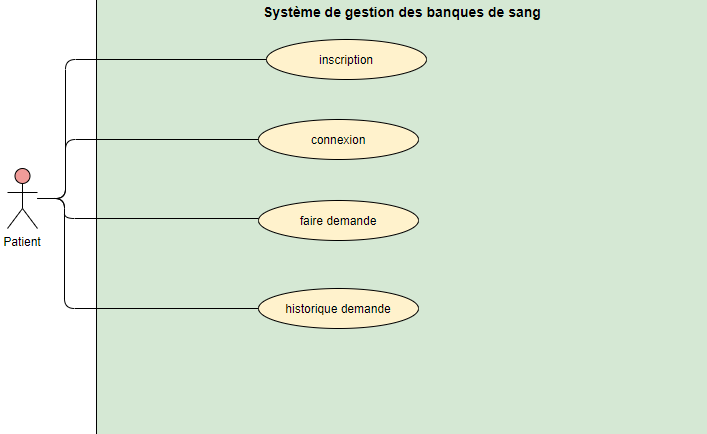 Système de gestion des banques de sang
inscription
connexion
faire demande
Patient
historique demande